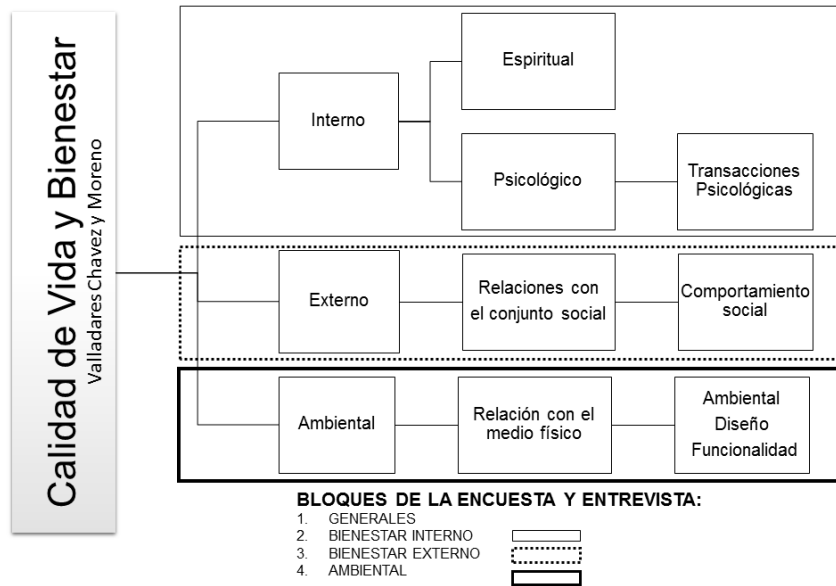 Calidad de Vida y Bienestar
Valladares Chavez y Moreno
Interno
Espiritual
Psicológico
Transacciones
Psicológicas
Externo
Relaciones con
el conjunto social
Comportamiento
social
Ambiental
Relación con el
medio físico
Ambiental
Diseño
Funcionalidad
BLOQUES DE LA ENCUESTA Y ENTREVISTA:
1. GENERALES
2. BIENESTAR INTERNO
3. BIENESTAR EXTERNO
4. AMBIENTAL